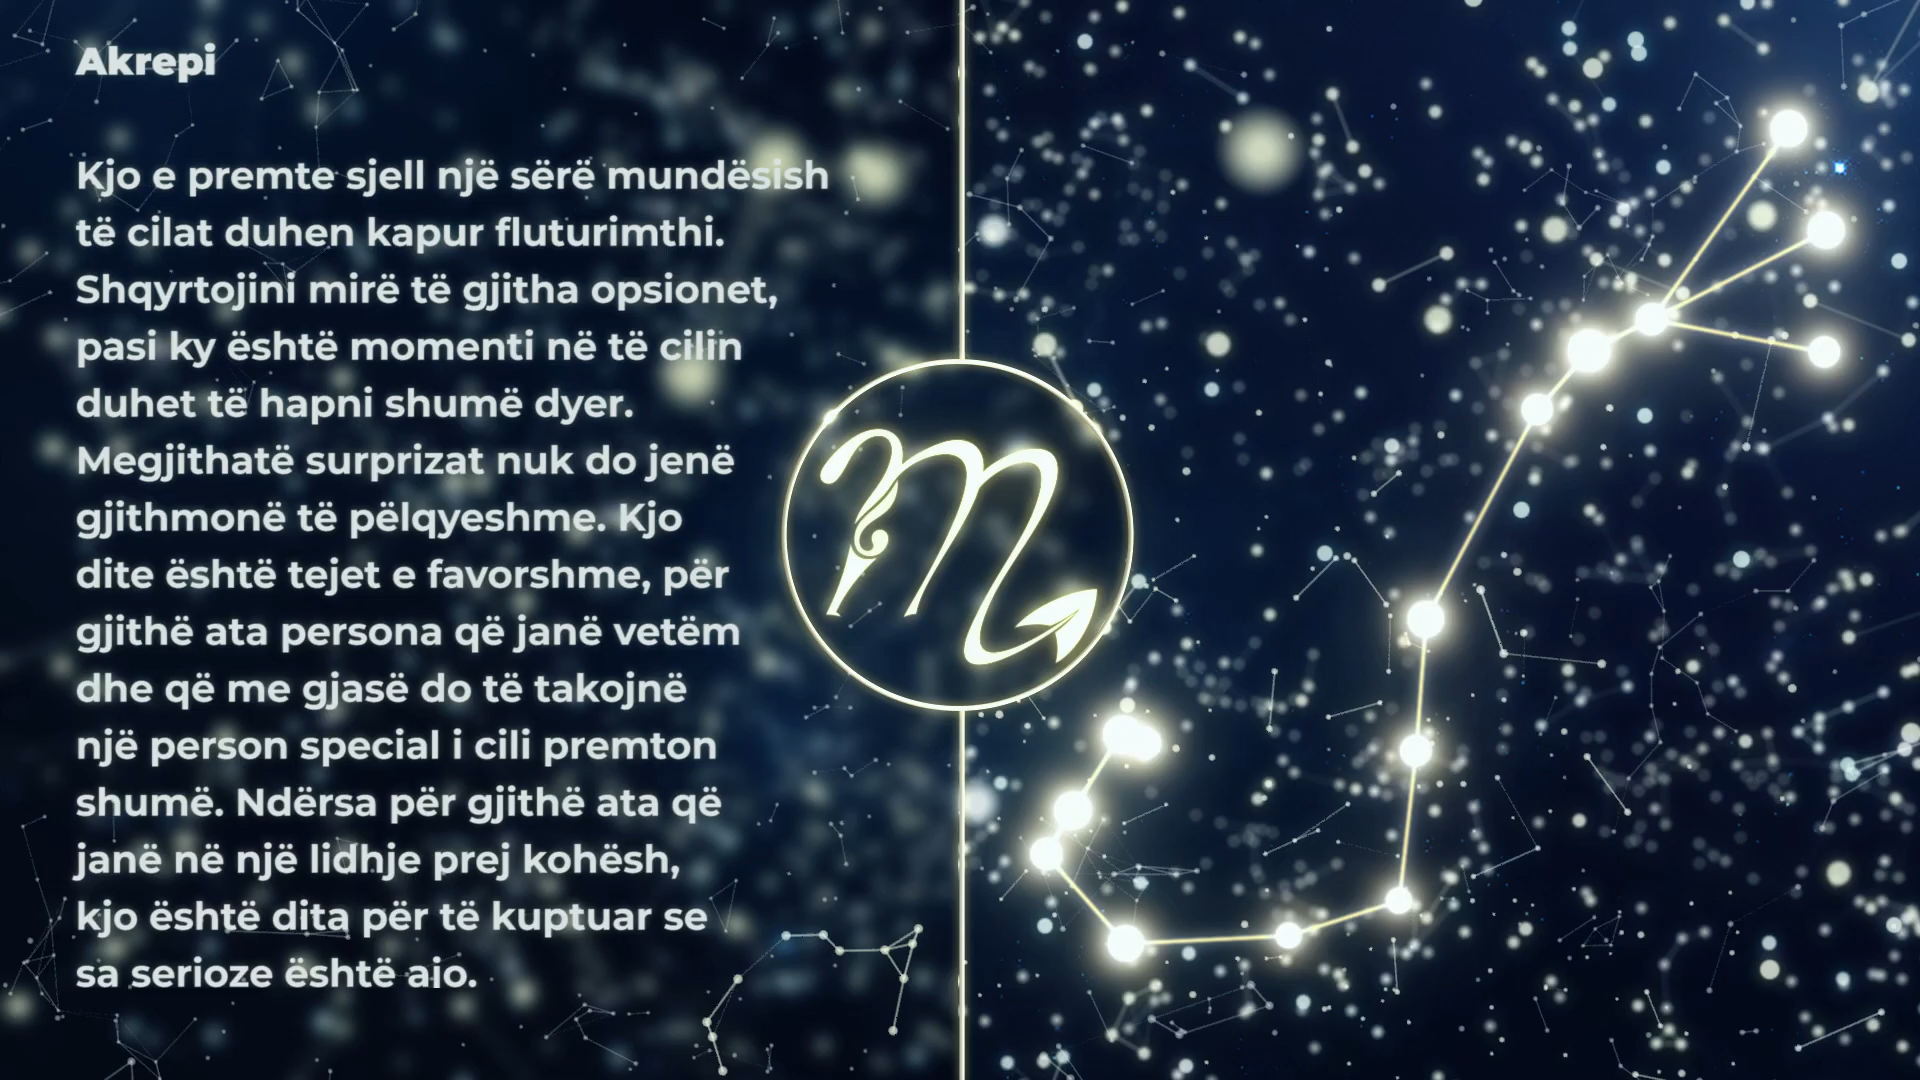 Akrepi
Kjo e premte sjell një sërë mundësish
të cilat duhen kapur fluturimthi.
Shqyrtojini mirë të gjitha opsionet,
pasi ky është momenti në të cilin
duhet të hapni shumë dyer.
Megjithatë surprizat nuk do jenë
gjithmonë të pëlqyeshme. Kjo
dite është tejet e favorshme, për
gjithë ata persona që janë vetëm
dhe që me gjasë do të takojnë
një person special i cili premton
shumë. Ndërsa për gjithë ata që
janë në një lidhje prej kohësh,
kjo është dita për të kuptuar se
sa serioze është ajo.